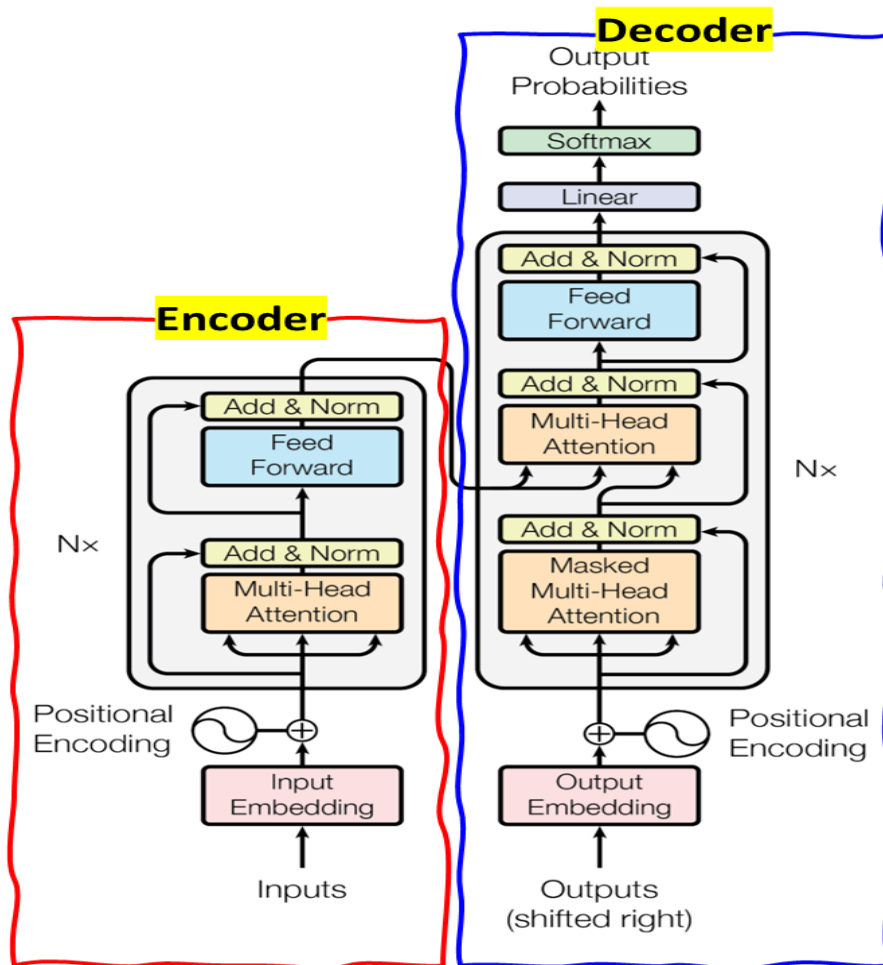 Decoder
Output
Probabilities
Softmax
Linear
Add & Norm
Feed
Forward
Add & Norm
Multi-Head
Attention
Nx
Add & Norm
Masked
Multi-Head
Attention
Positional
Encoding
Output
Embedding
Outputs
(shifted right)
Encoder
Add & Norm
Feed
Forward
Nx
Add & Norm
Multi-Head
Attention
Positional
Encoding
Input
Embedding
Inputs